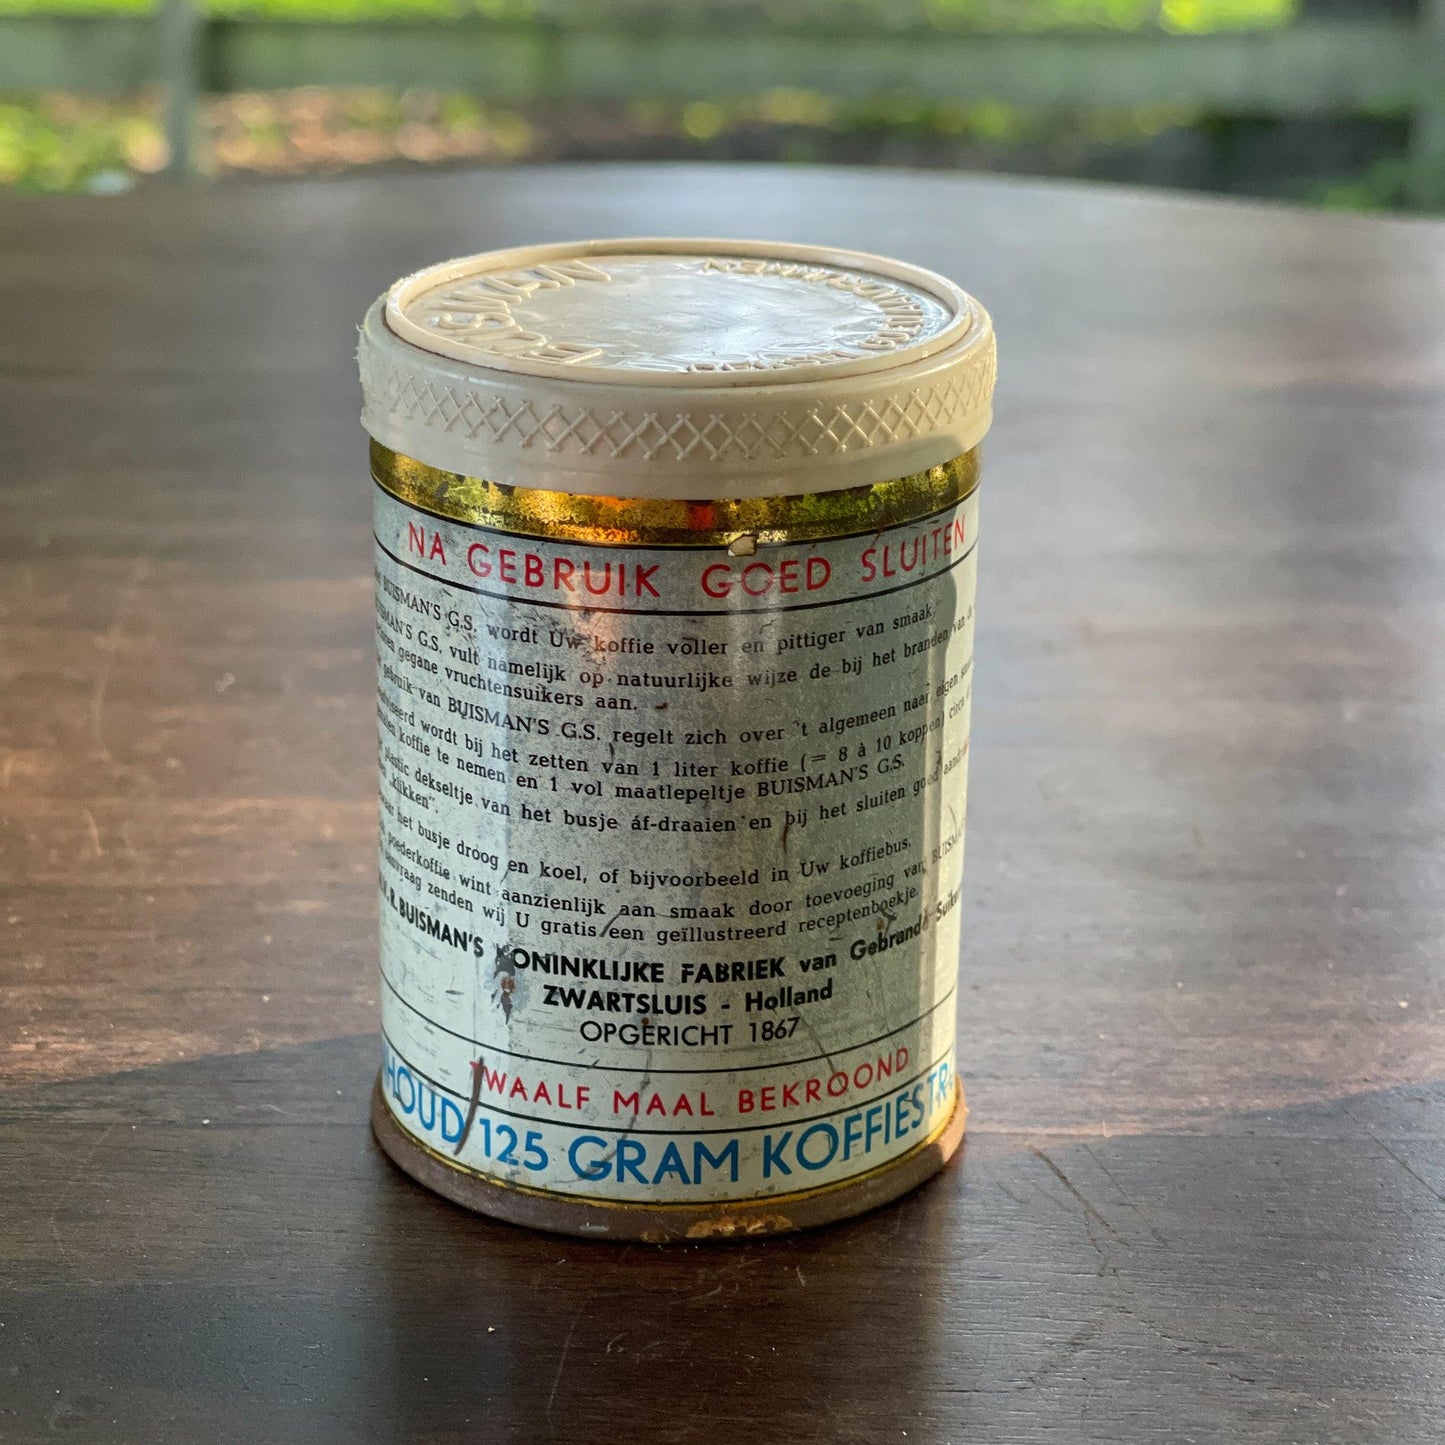 BUISMAN
NA GEBRUIK GOED SLUITEN
BUISMAN'S G.S. wordt Uw koffie voller en pittiger van smaak.
G.S. vult namelijk op natuurlijke wijze de bij het branden van de
gegane vruchtensuikers aan.
gebruik van BUISMAN'S G.S. regelt zich over 't algemeen naar eigen
wordt bij het zetten van 1 liter koffie (= 8 à 10 koppen) circa
koffie te nemen en 1 vol maatlepeltje BUISMAN'S G.S.
plastic dekseltje van het busje áf-draaien en bij het sluiten goed
„klikken".
het busje droog en koel, of bijvoorbeeld in Uw koffiebus.
poederkoffie wint aanzienlijk aan smaak door toevoeging van
aanvraag zenden wij U gratis een geïllustreerd receptenboekje.
BUISMAN'S KONINKLIJKE FABRIEK van Gebrande
ZWARTSLUIS - Holland
OPGERICHT 1867
TWAALF MAAL BEKROOND
125 GRAM